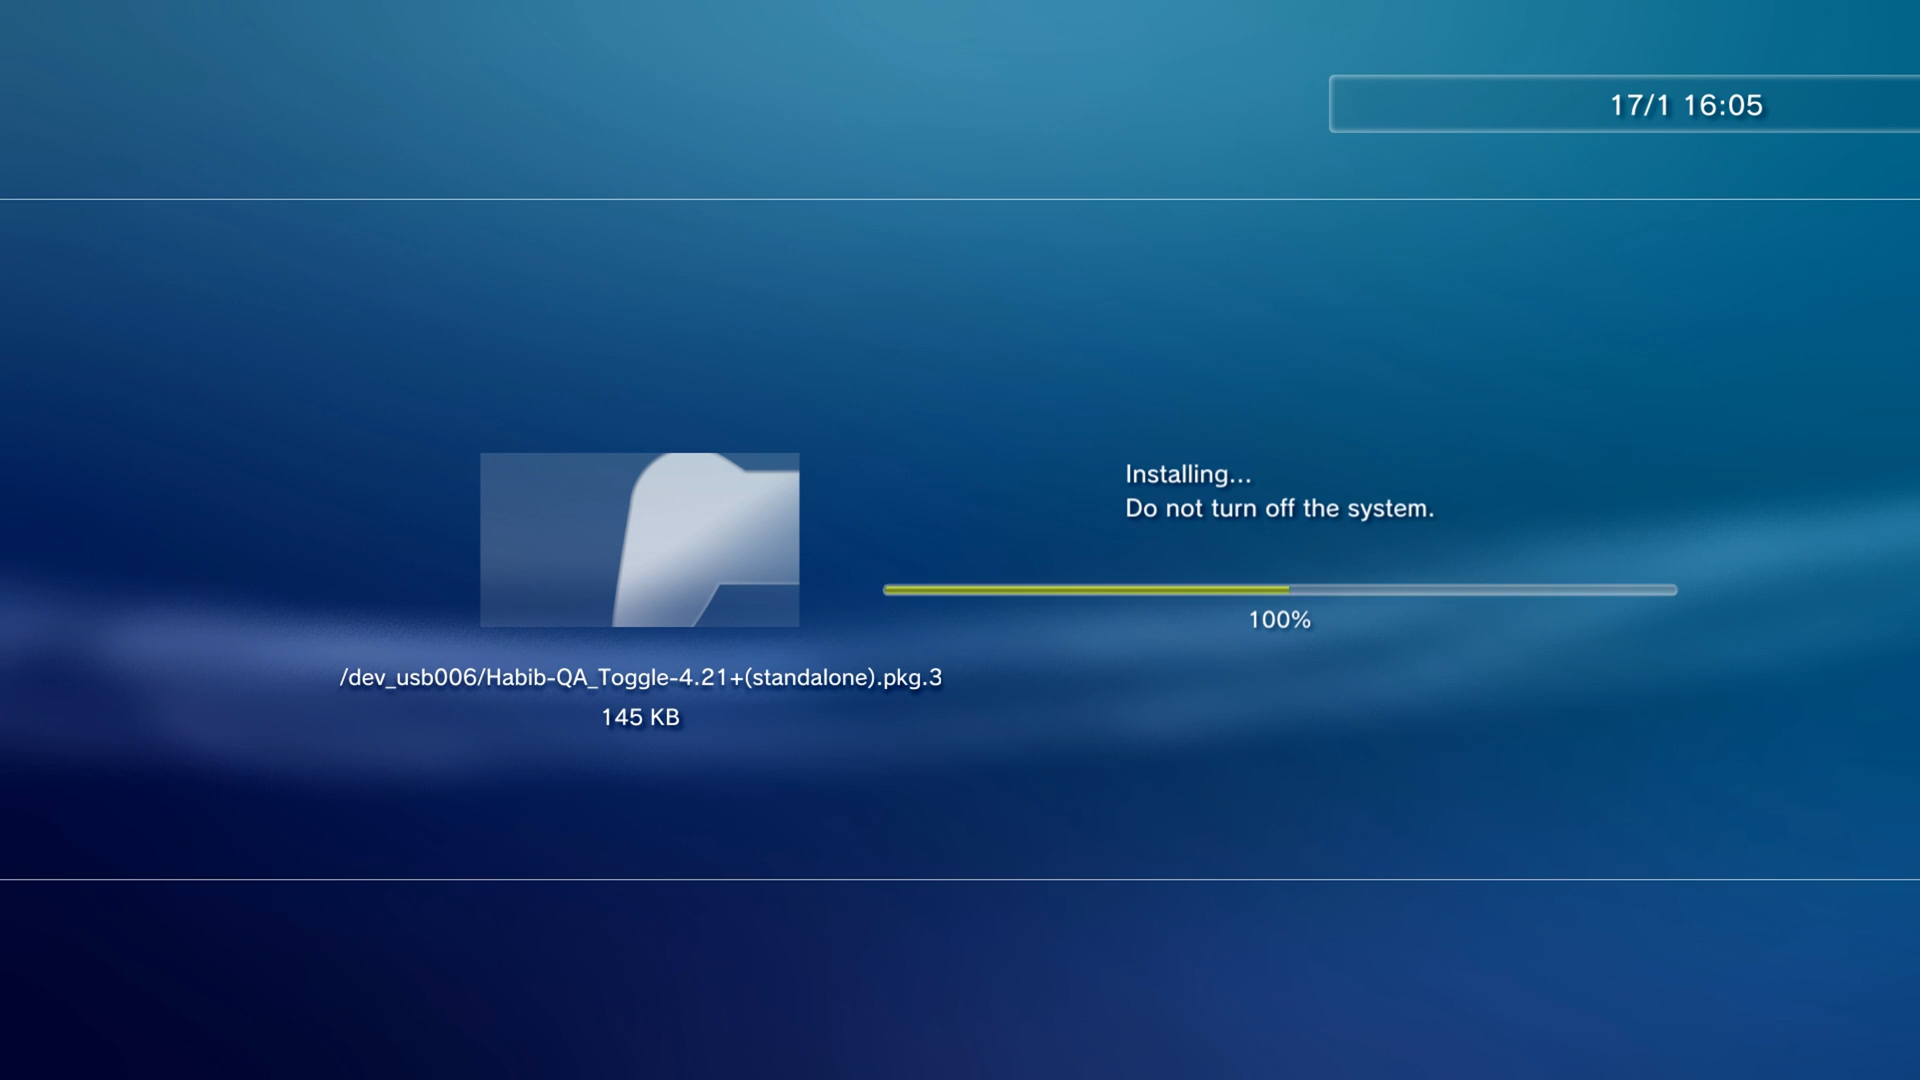 17/1 16:05
Installing...
Do not turn off the system.
100%
/dev_usb006/Habib-QA_Toggle-4.21+(standalone).pkg.3
145 KB